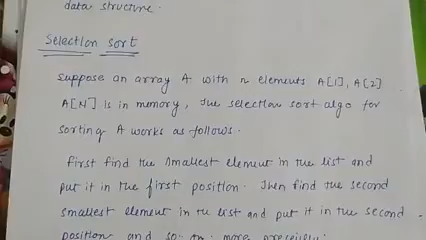 data structure.
Selection sort
Suppose an array A with n elements A[1], A[2]
A[N] is in memory, The selection sort algo for
sorting A works as follows.
First find the smallest element in the list and
put it in the first position. Then find the second
smallest element in the list and put it in the second
position and so on more precisely.